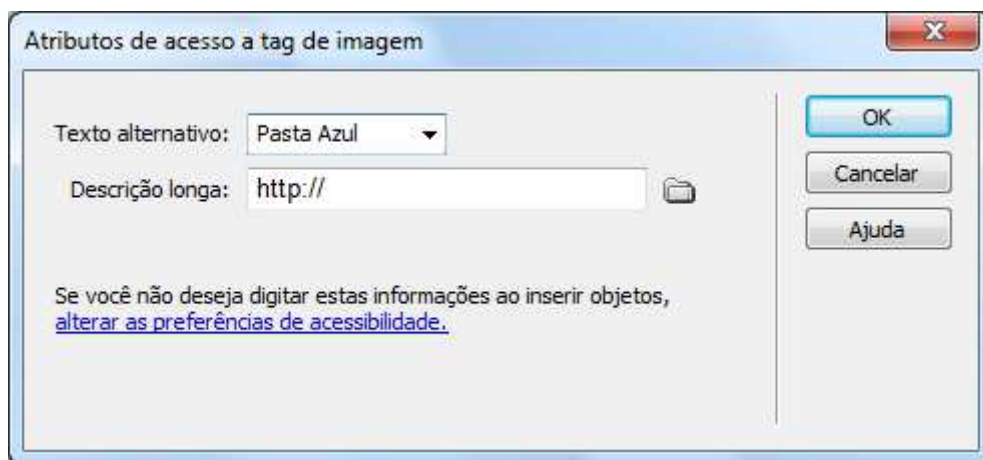 Atributos de acesso a tag de imagem
Texto alternativo: Pasta Azul
Descrição longa: http://
Se você não deseja digitar estas informações ao inserir objetos,
alterar as preferências de acessibilidade.
OK
Cancelar
Ajuda